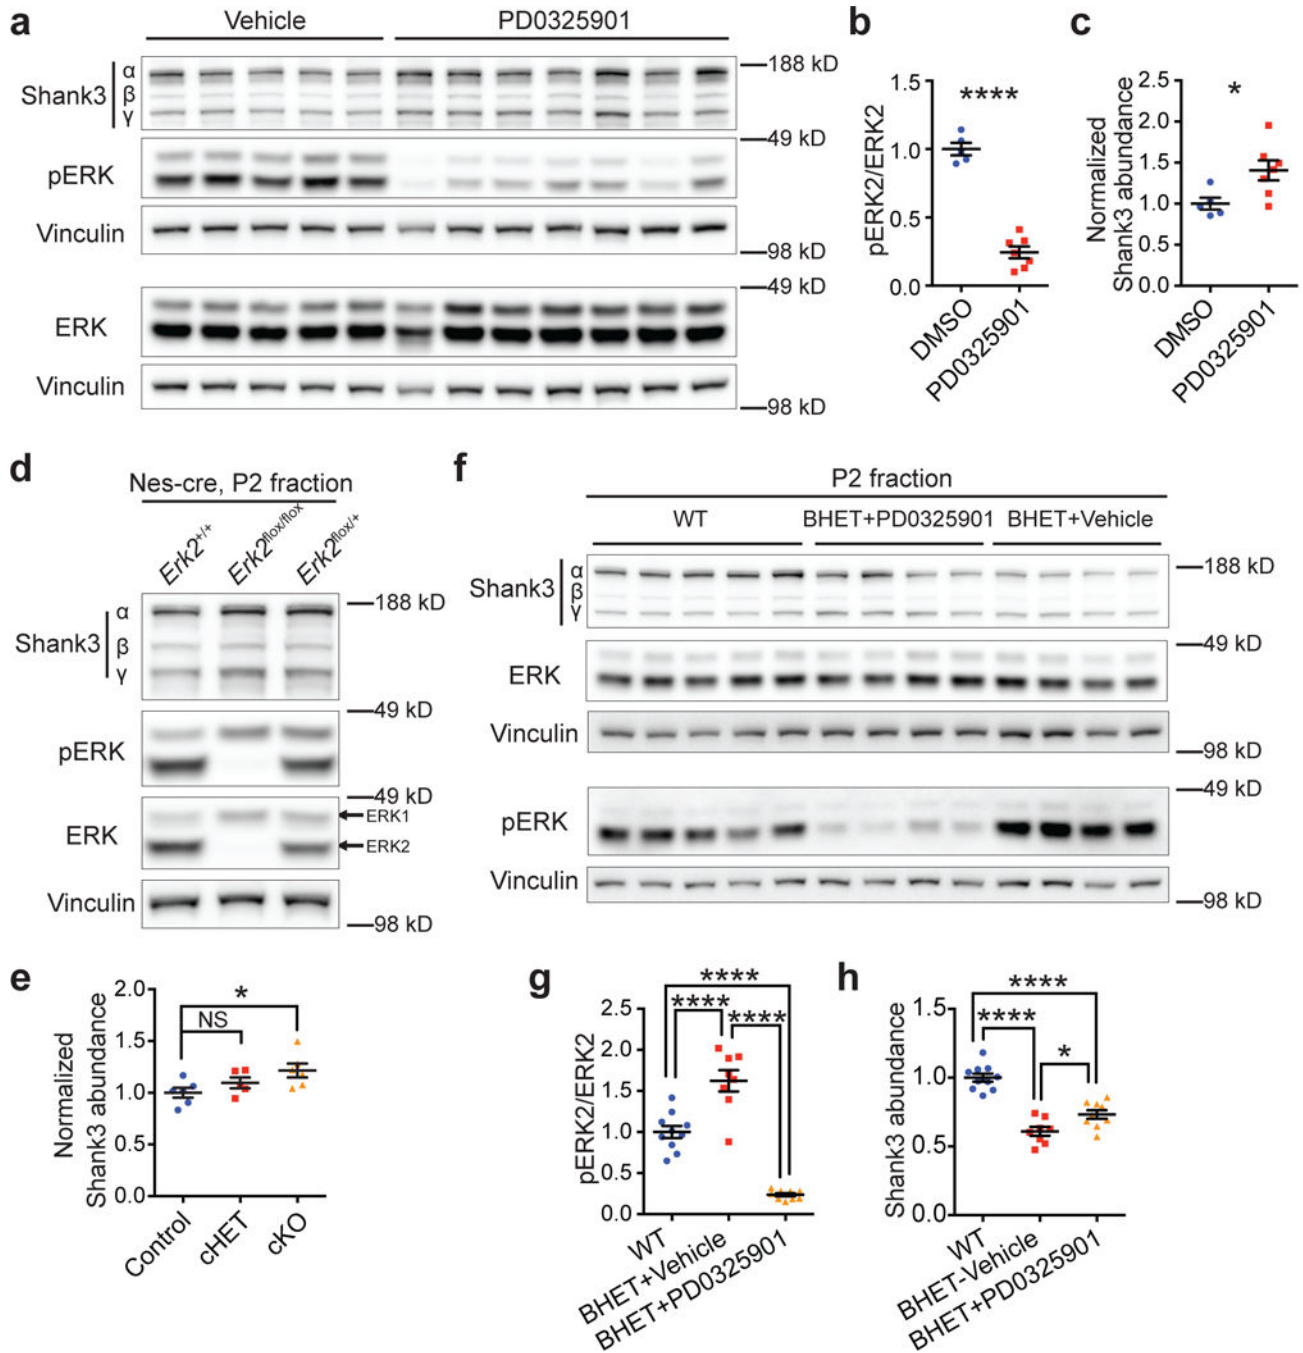 a
Vehicle
PD0325901
Shank3
α
β
γ
188 kD
49 kD
pERK
Vinculin
98 kD
49 kD
ERK
Vinculin
98 kD
b
****
pERK2/ERK2
1.5
1.0
0.5
0.0
DMSO
PD0325901
c
*
Normalized
Shank3 abundance
2.5
2.0
1.5
1.0
0.5
0.0
DMSO
PD0325901
d
Nes-cre, P2 fraction
Erk2+/+
Erk2flox/flox
Erk2flox/+
Shank3
α
β
γ
188 kD
49 kD
pERK
49 kD
ERK
ERK1
ERK2
Vinculin
98 kD
f
P2 fraction
WT
BHET+PD0325901
BHET+Vehicle
Shank3
α
β
γ
188 kD
49 kD
ERK
Vinculin
98 kD
49 kD
pERK
Vinculin
98 kD
e
*
NS
Normalized
Shank3 abundance
2.0
1.5
1.0
0.5
0.0
Control
cHET
cKO
g
****
****
****
pERK2/ERK2
2.5
2.0
1.5
1.0
0.5
0.0
WT
BHET+Vehicle
BHET+PD0325901
h
****
****
*
Shank3 abundance
1.5
1.0
0.5
0.0
WT
BHET-Vehicle
BHET+PD0325901